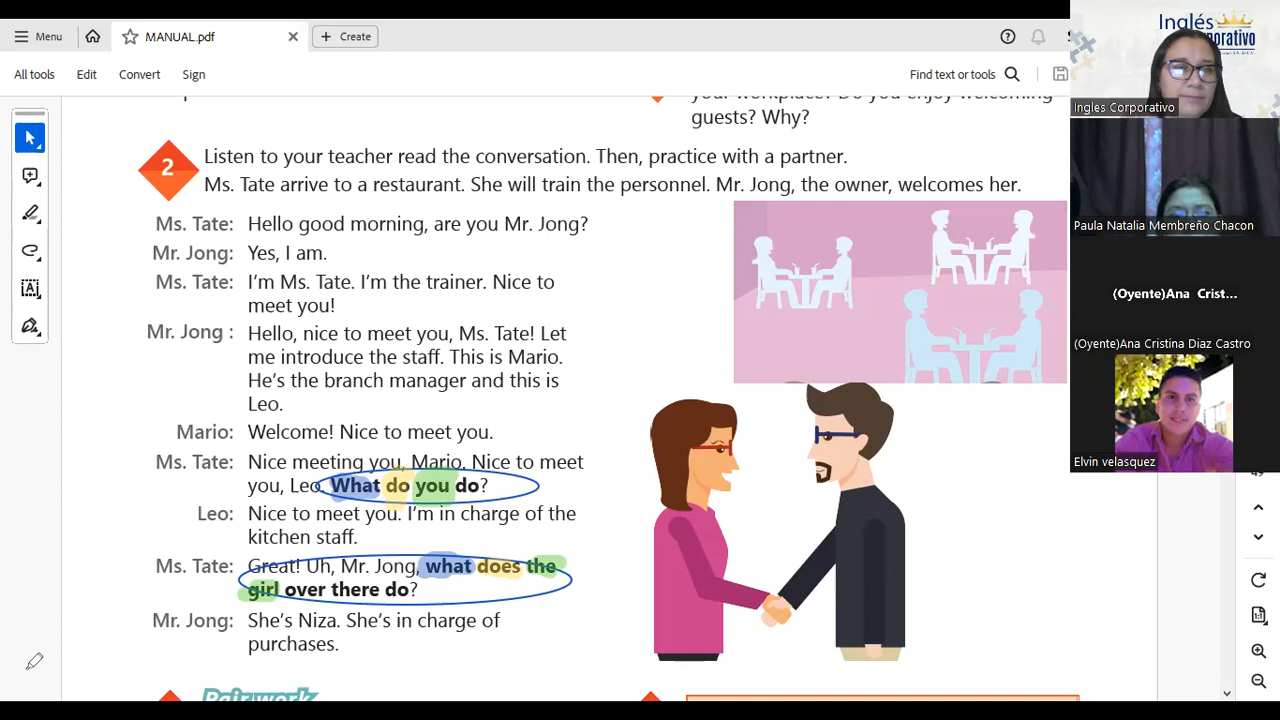 Menu
MANUAL.pdf
Create
All tools
Edit
Convert
Sign
Find text or tools
your workplace? Do you enjoy welcoming
guests? Why?
2
Listen to your teacher read the conversation. Then, practice with a partner.
Ms. Tate arrive to a restaurant. She will train the personnel. Mr. Jong, the owner, welcomes her.
Ms. Tate: Hello good morning, are you Mr. Jong?
Mr. Jong: Yes, I am.
Ms. Tate: I'm Ms. Tate. I'm the trainer. Nice to
meet you!
Mr. Jong : Hello, nice to meet you, Ms. Tate! Let
me introduce the staff. This is Mario.
He's the branch manager and this is
Leo.
Mario: Welcome! Nice to meet you.
Ms. Tate: Nice meeting you, Mario, Nice to meet
you, Leo What do you do?
Leo: Nice to meet you. I'm in charge of the
kitchen staff.
Ms. Tate: Great! Uh, Mr. Jong, what does the
girl over there do?
Mr. Jong: She's Niza. She's in charge of
purchases.
Pair work
Inglés
Ingles Corporativo
Paula Natalia Membreño Chacon
(Oyente)Ana Crist...
(Oyente)Ana Cristina Diaz Castro
Elvin velasquez